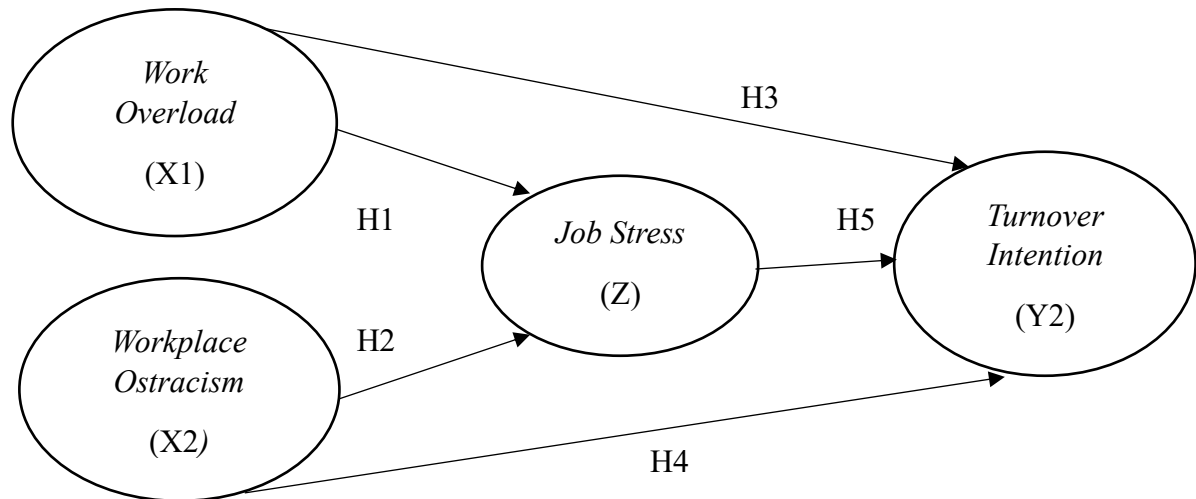 Work
Overload
(X1)
H3
H1
Job Stress
(Z)
H5
Turnover
Intention
(Y2)
Workplace
Ostracism
(X2)
H2
H4